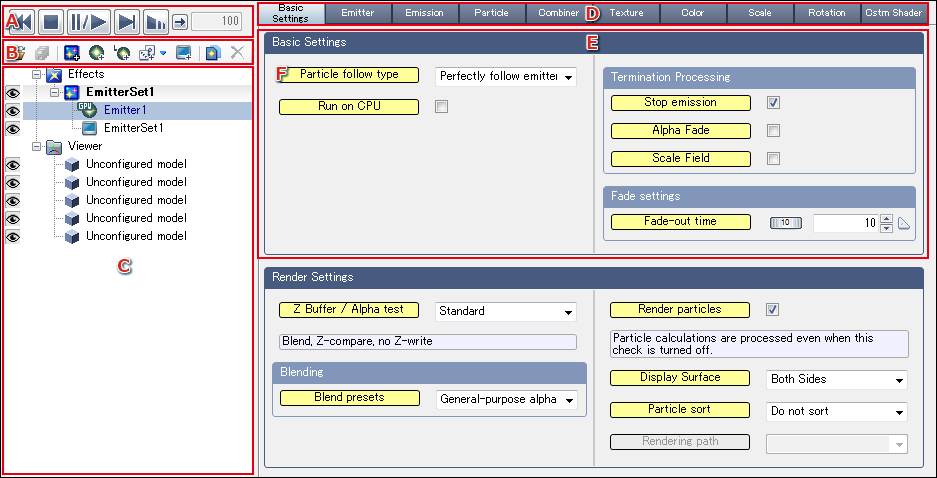 A
100
B
Effects
EmitterSet1
GPU
Emitter1
EmitterSet1
Viewer
Unconfigured model
Unconfigured model
Unconfigured model
Unconfigured model
Unconfigured model
C
Basic
Settings
Emitter
Emission
Particle
Combiner
D
Texture
Color
Scale
Rotation
Cstm Shader
Basic Settings
E
F
Particle follow type
Perfectly follow emitter
Run on CPU
Termination Processing
Stop emission
Alpha Fade
Scale Field
Fade settings
Fade-out time
10
10
Render Settings
Z Buffer / Alpha test
Standard
Blend, Z-compare, no Z-write
Blending
Blend presets
General-purpose alpha
Render particles
Particle calculations are processed even when this
check is turned off.
Display Surface
Both Sides
Particle sort
Do not sort
Rendering path